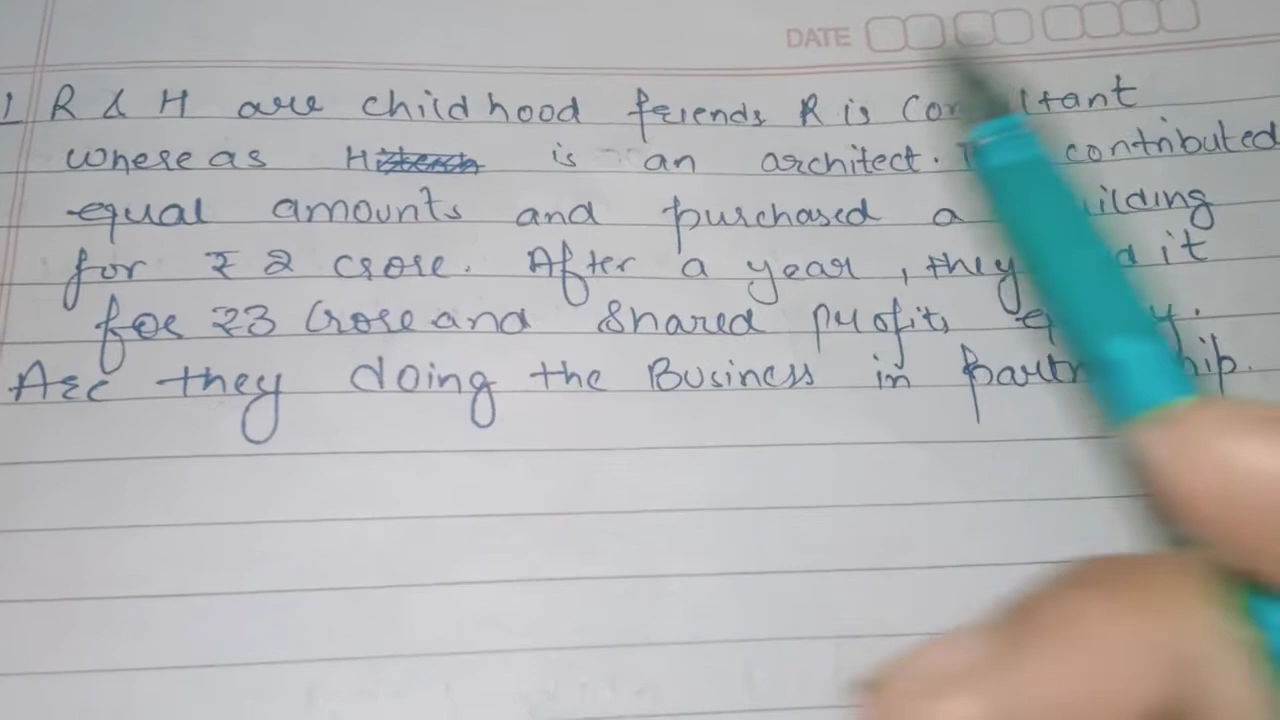 DATE
1 R & H are childhood friends R is
whereas H is an architect. contributed
equal amounts and purchased a
for ₹ 2 crore. After a year, they it
for ₹3 Crore and shared profits
Are they doing the Business in